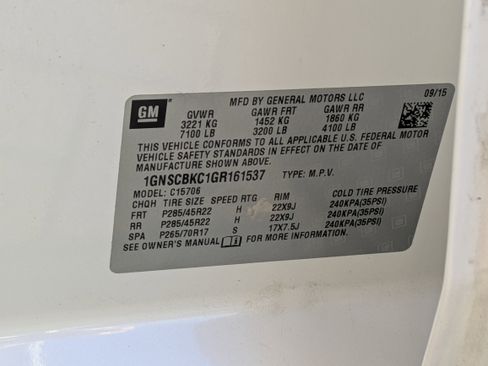 GM
MFD BY GENERAL MOTORS LLC 09/15
GVWR GAWR FRT GAWR RR
3221 KG 1452 KG 1860 KG
7100 LB 3200 LB 4100 LB
THIS VEHICLE CONFORMS TO ALL APPLICABLE U.S. FEDERAL MOTOR
VEHICLE SAFETY STANDARDS IN EFFECT ON THE DATE OF
MANUFACTURE SHOWN ABOVE.
1GNSCBKC1GR161537 TYPE: M.P.V.
MODEL: C15706
CHQH TIRE SIZE SPEED RTG RIM COLD TIRE PRESSURE
FRT P285/45R22 H 22X9J 240KPA(35PSI)
RR P285/45R22 H 22X9J 240KPA(35PSI)
SPA P265/70R17 S 17X7.5J 240KPA(35PSI)
SEE OWNER'S MANUAL FOR MORE INFORMATION.